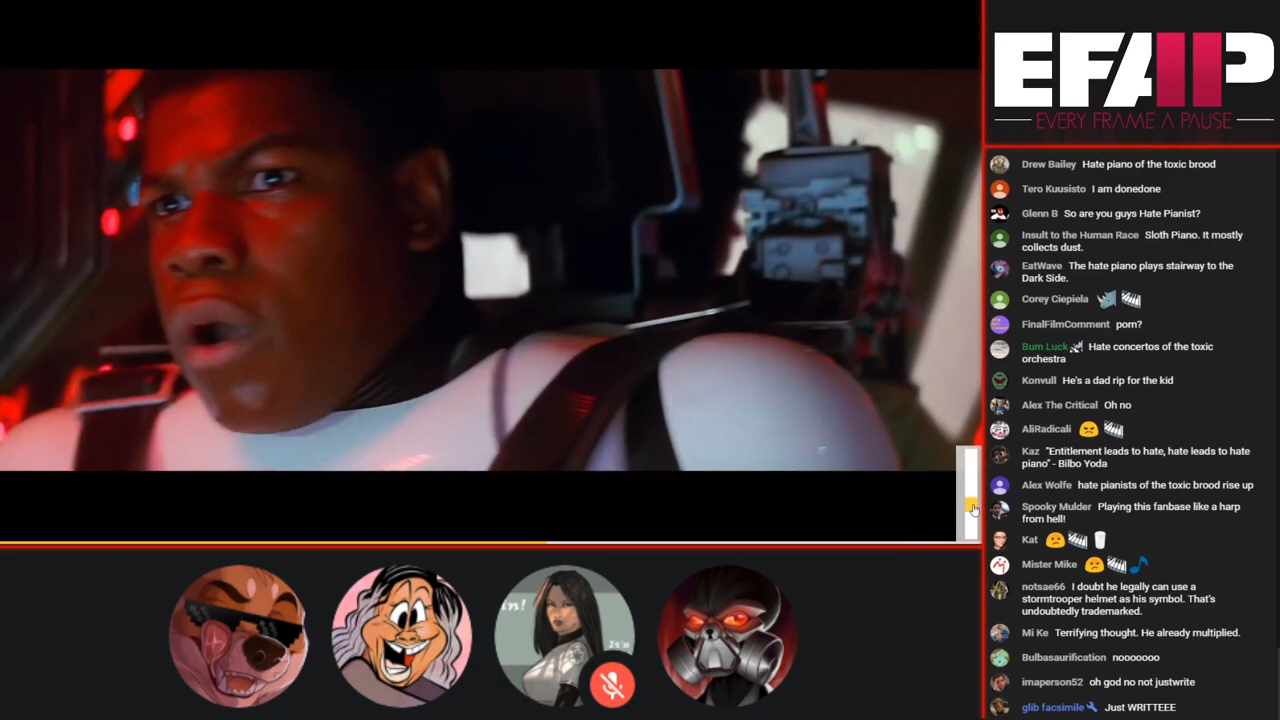 EFAP
EVERY FRAME A PAUSE
Drew Bailey Hate piano of the toxic brood
Tero Kuusisto I am donedone
Glenn B So are you guys Hate Pianist?
Insult to the Human Race Sloth Piano. It mostly
collects dust.
EatWave The hate piano plays stairway to the
Dark Side.
Corey Ciepiela
FinalFilmComment porn?
Bum Luck Hate concertos of the toxic
orchestra
Konvull He's a dad rip for the kid
Alex The Critical Oh no
AliRadicali
Kaz "Entitlement leads to hate, hate leads to hate
piano" - Bilbo Yoda
Alex Wolfe hate pianists of the toxic brood rise up
Spooky Mulder Playing this fanbase like a harp
from hell!
Kat
Mister Mike
notsae66 I doubt he legally can use a
stormtrooper helmet as his symbol. That's
undoubtedly trademarked.
Mi Ke Terrifying thought. He already multiplied.
Bulbasaurification nooooooo
imaperson52 oh god no not justwrite
glib facsimile Just WRITTEEE
in!
It's